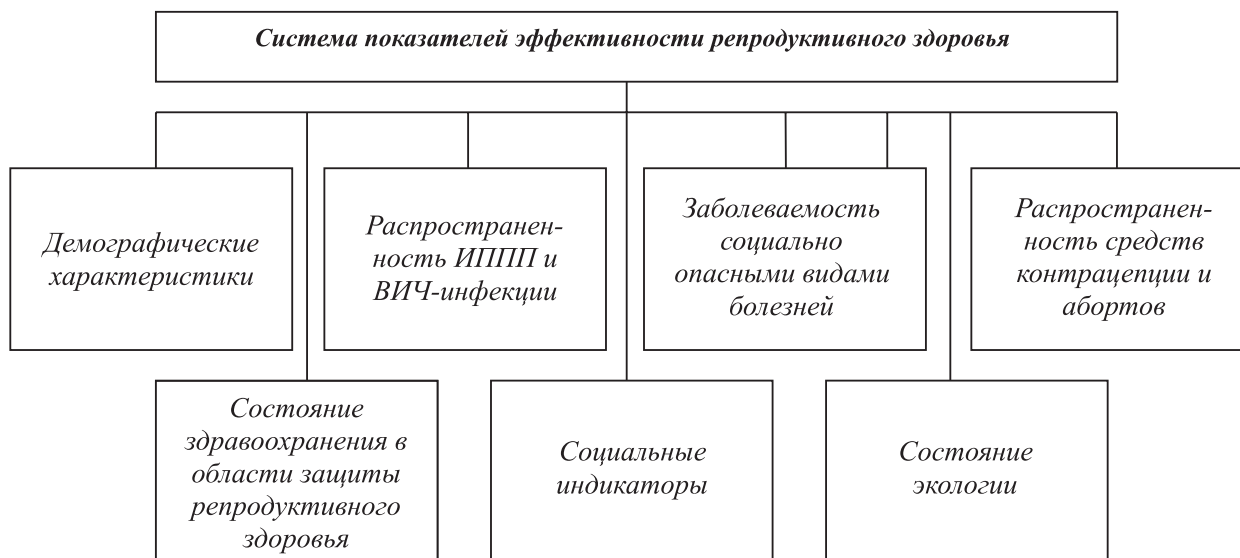 Система показателей эффективности репродуктивного здоровья
Демографические
характеристики
Распространен-
ность ИППП и
ВИЧ-инфекции
Заболеваемость
социально
опасными видами
болезней
Распространен-
ность средств
контрацепции и
абортов
Состояние
здравоохранения в
области защиты
репродуктивного
здоровья
Социальные
индикаторы
Состояние
экологии